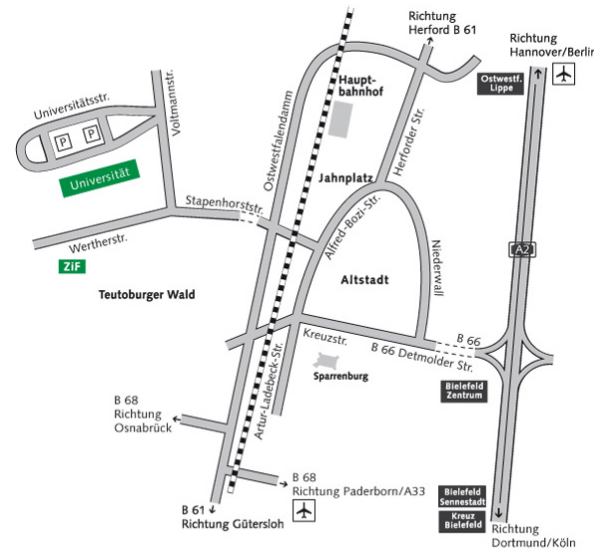 Richtung
Herford B 61
Richtung
Hannover/Berlin
Ostwestf.
Lippe
Haupt-
bahnhof
Voltmannstr.
Universitätsstr.
P
P
Universität
Ostwestfalendamm
Herforder Str.
Jahnplatz
Stapenhorststr.
Alfred-Bozi-Str.
Wertherstr.
ZiF
Niederwall
A2
Altstadt
Teutoburger Wald
Kreuzstr.
B 66
B 66 Detmolder Str.
Artur-Ladebeck-Str.
Sparrenburg
Bielefeld
Zentrum
B 68
Richtung
Osnabrück
B 68
Richtung Paderborn/A33
Bielefeld
Sennestadt
B 61
Richtung Gütersloh
Kreuz
Bielefeld
Richtung
Dortmund/Köln